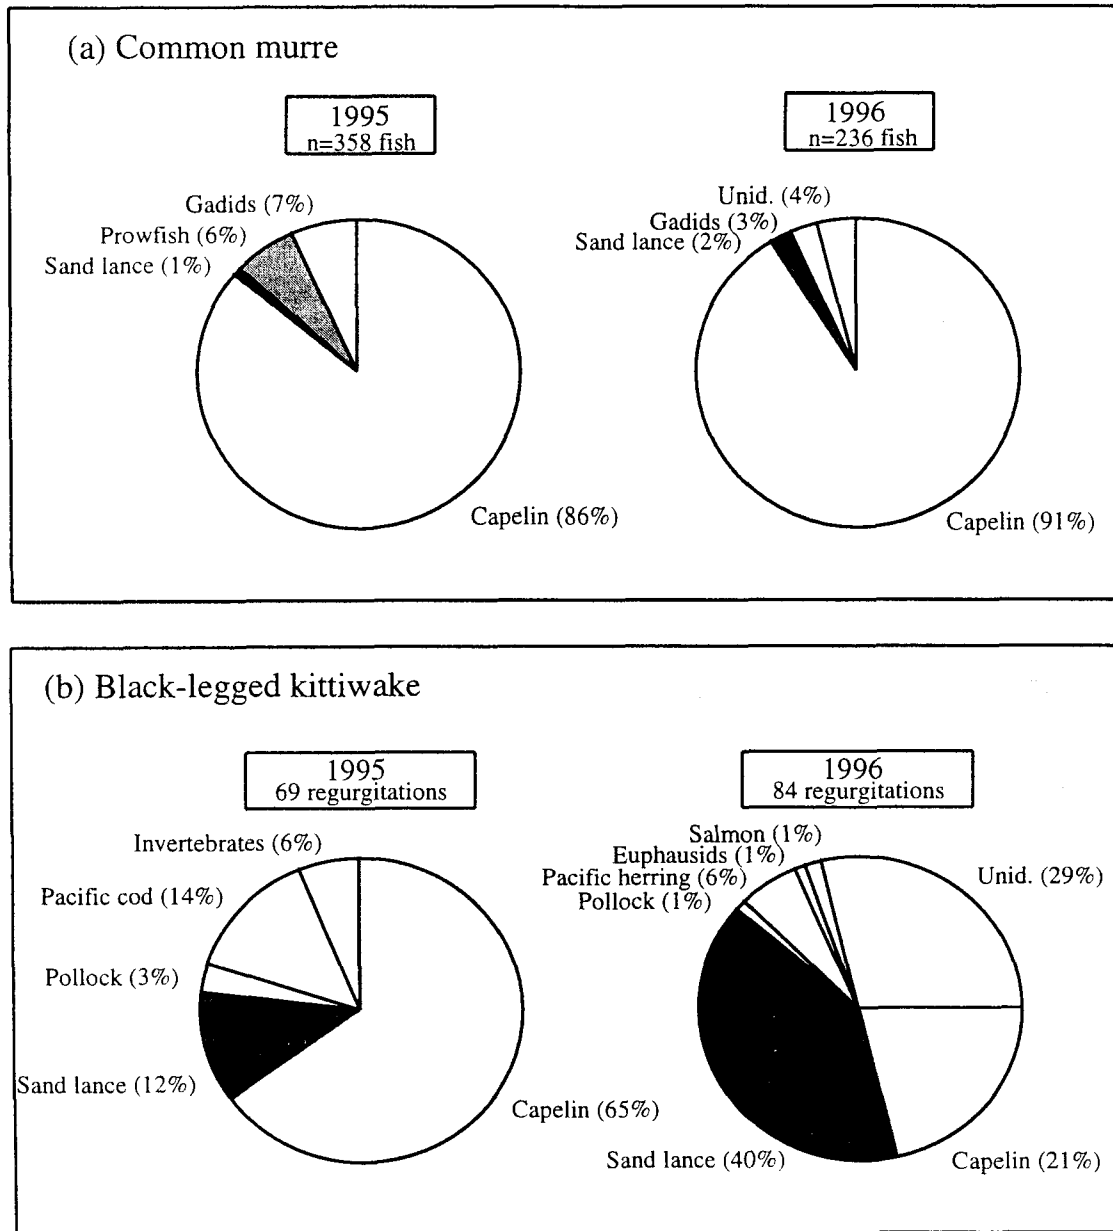 (a) Common murre
1995
n=358 fish
Gadids (7%)
Prowfish (6%)
Sand lance (1%)
Capelin (86%)
1996
n=236 fish
Unid. (4%)
Gadids (3%)
Sand lance (2%)
Capelin (91%)
(b) Black-legged kittiwake
1995
69 regurgitations
Invertebrates (6%)
Pacific cod (14%)
Pollock (3%)
Sand lance (12%)
Capelin (65%)
1996
84 regurgitations
Salmon (1%)
Euphausids (1%)
Pacific herring (6%)
Pollock (1%)
Unid. (29%)
Sand lance (40%)
Capelin (21%)